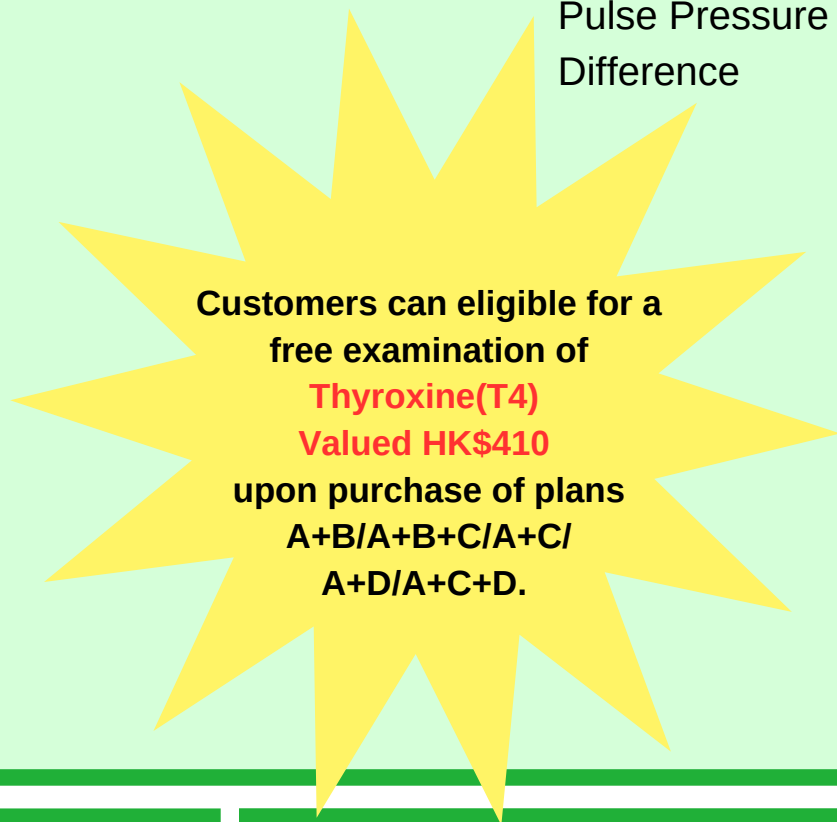 Pulse Pressure
Difference
Customers can eligible for a
free examination of
Thyroxine(T4)
Valued HK$410
upon purchase of plans
A+B/A+B+C/A+C/
A+D/A+C+D.